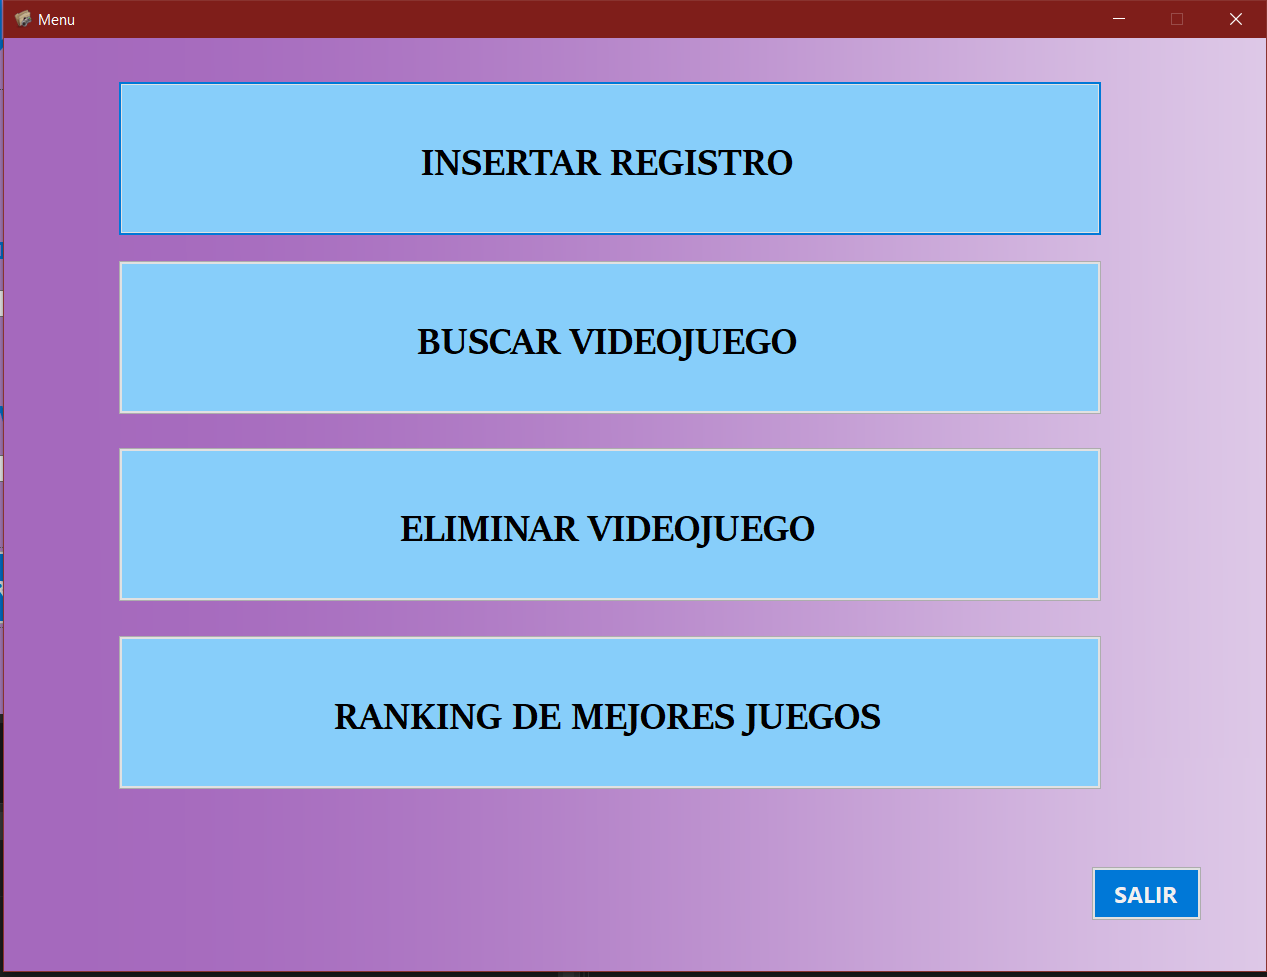 Menu
INSERTAR REGISTRO
BUSCAR VIDEOJUEGO
ELIMINAR VIDEOJUEGO
RANKING DE MEJORES JUEGOS
SALIR